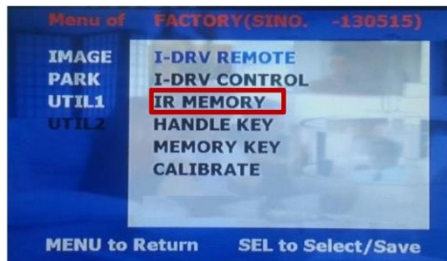 Menu of FACTORY(SINO. -130515)
IMAGE I-DRV REMOTE
PARK I-DRV CONTROL
UTIL1 IR MEMORY
UTIL2 HANDLE KEY
MEMORY KEY
CALIBRATE
MENU to Return SEL to Select/Save